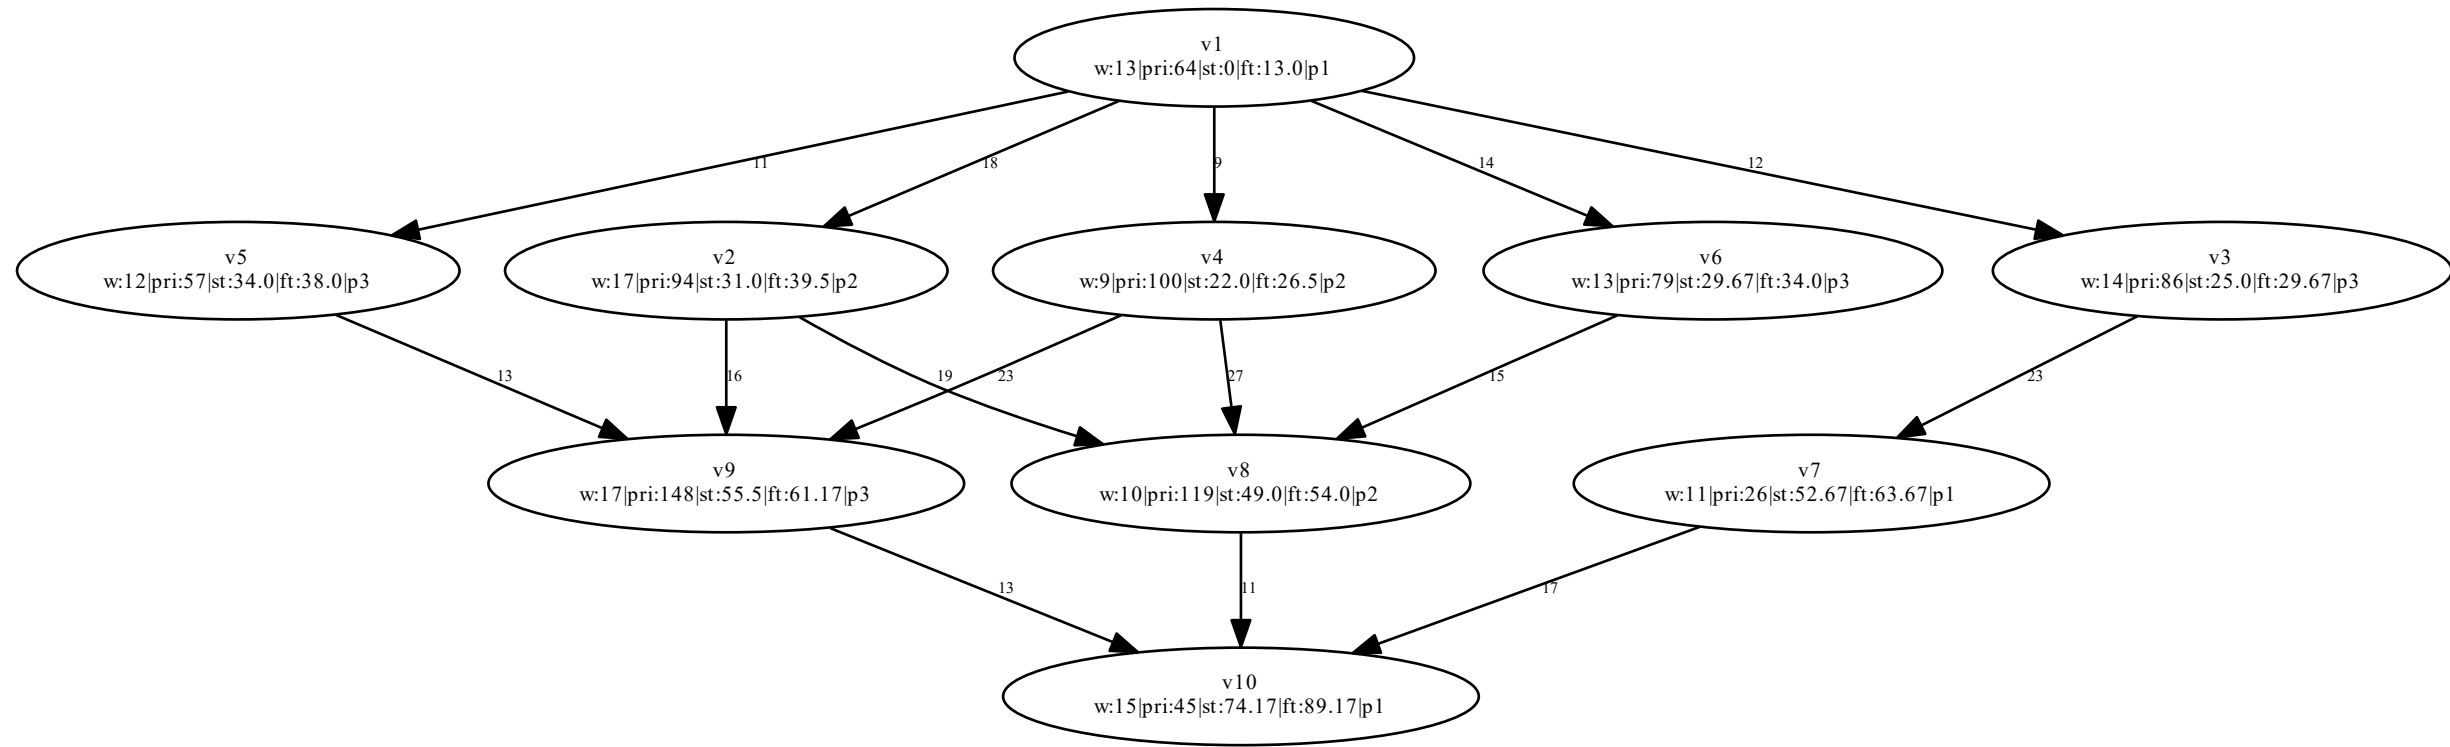 v1
w:13|pri:64|st:0|ft:13.0|p1
11
18
9
14
12
v5
w:12|pri:57|st:34.0|ft:38.0|p3
v2
w:17|pri:94|st:31.0|ft:39.5|p2
v4
w:9|pri:100|st:22.0|ft:26.5|p2
v6
w:13|pri:79|st:29.67|ft:34.0|p3
v3
w:14|pri:86|st:25.0|ft:29.67|p3
13
16
19
23
27
15
23
v9
w:17|pri:148|st:55.5|ft:61.17|p3
v8
w:10|pri:119|st:49.0|ft:54.0|p2
v7
w:11|pri:26|st:52.67|ft:63.67|p1
13
11
17
v10
w:15|pri:45|st:74.17|ft:89.17|p1